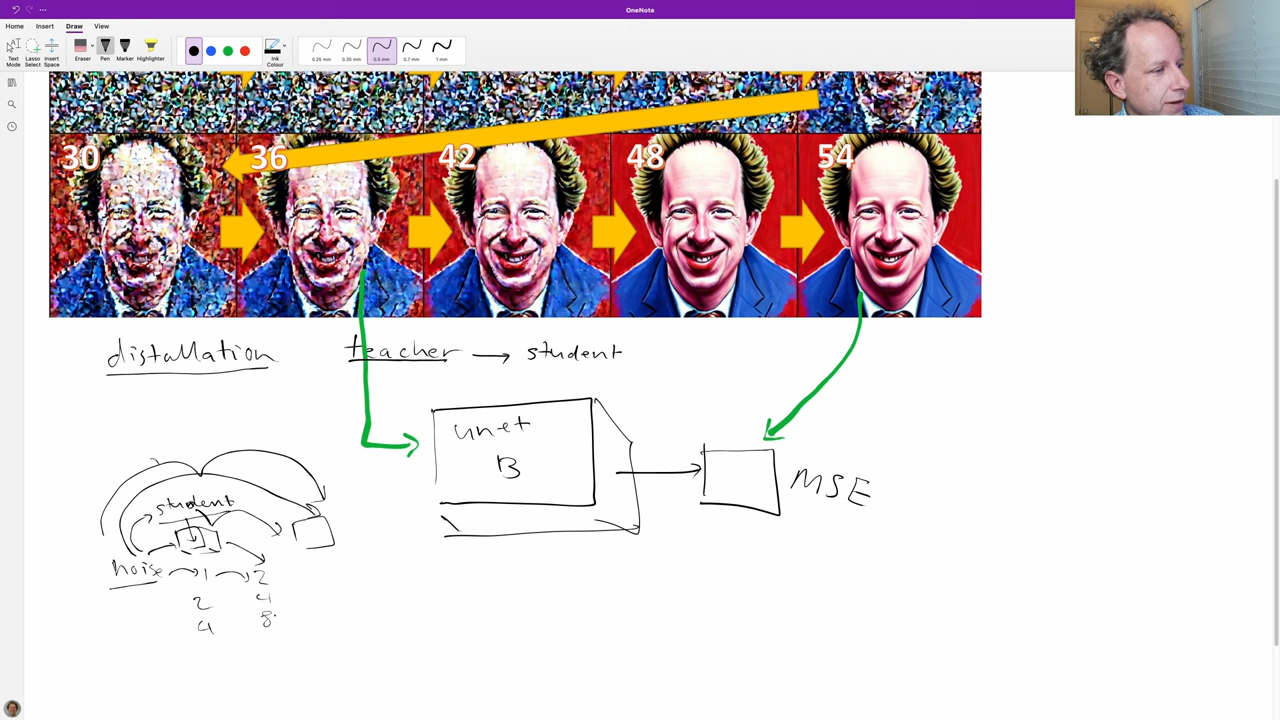 OneNote
Home Insert Draw View
Text Mode Lasso Select Insert Space Eraser Pen Marker Highlighter 0.25 mm 0.35 mm 0.5 mm 0.7 mm 1 mm Ink Colour
30 36 42 48 54
distallation teacher → student
unet
B
MSE
student
noise → 1 → 2
2 4
4 8